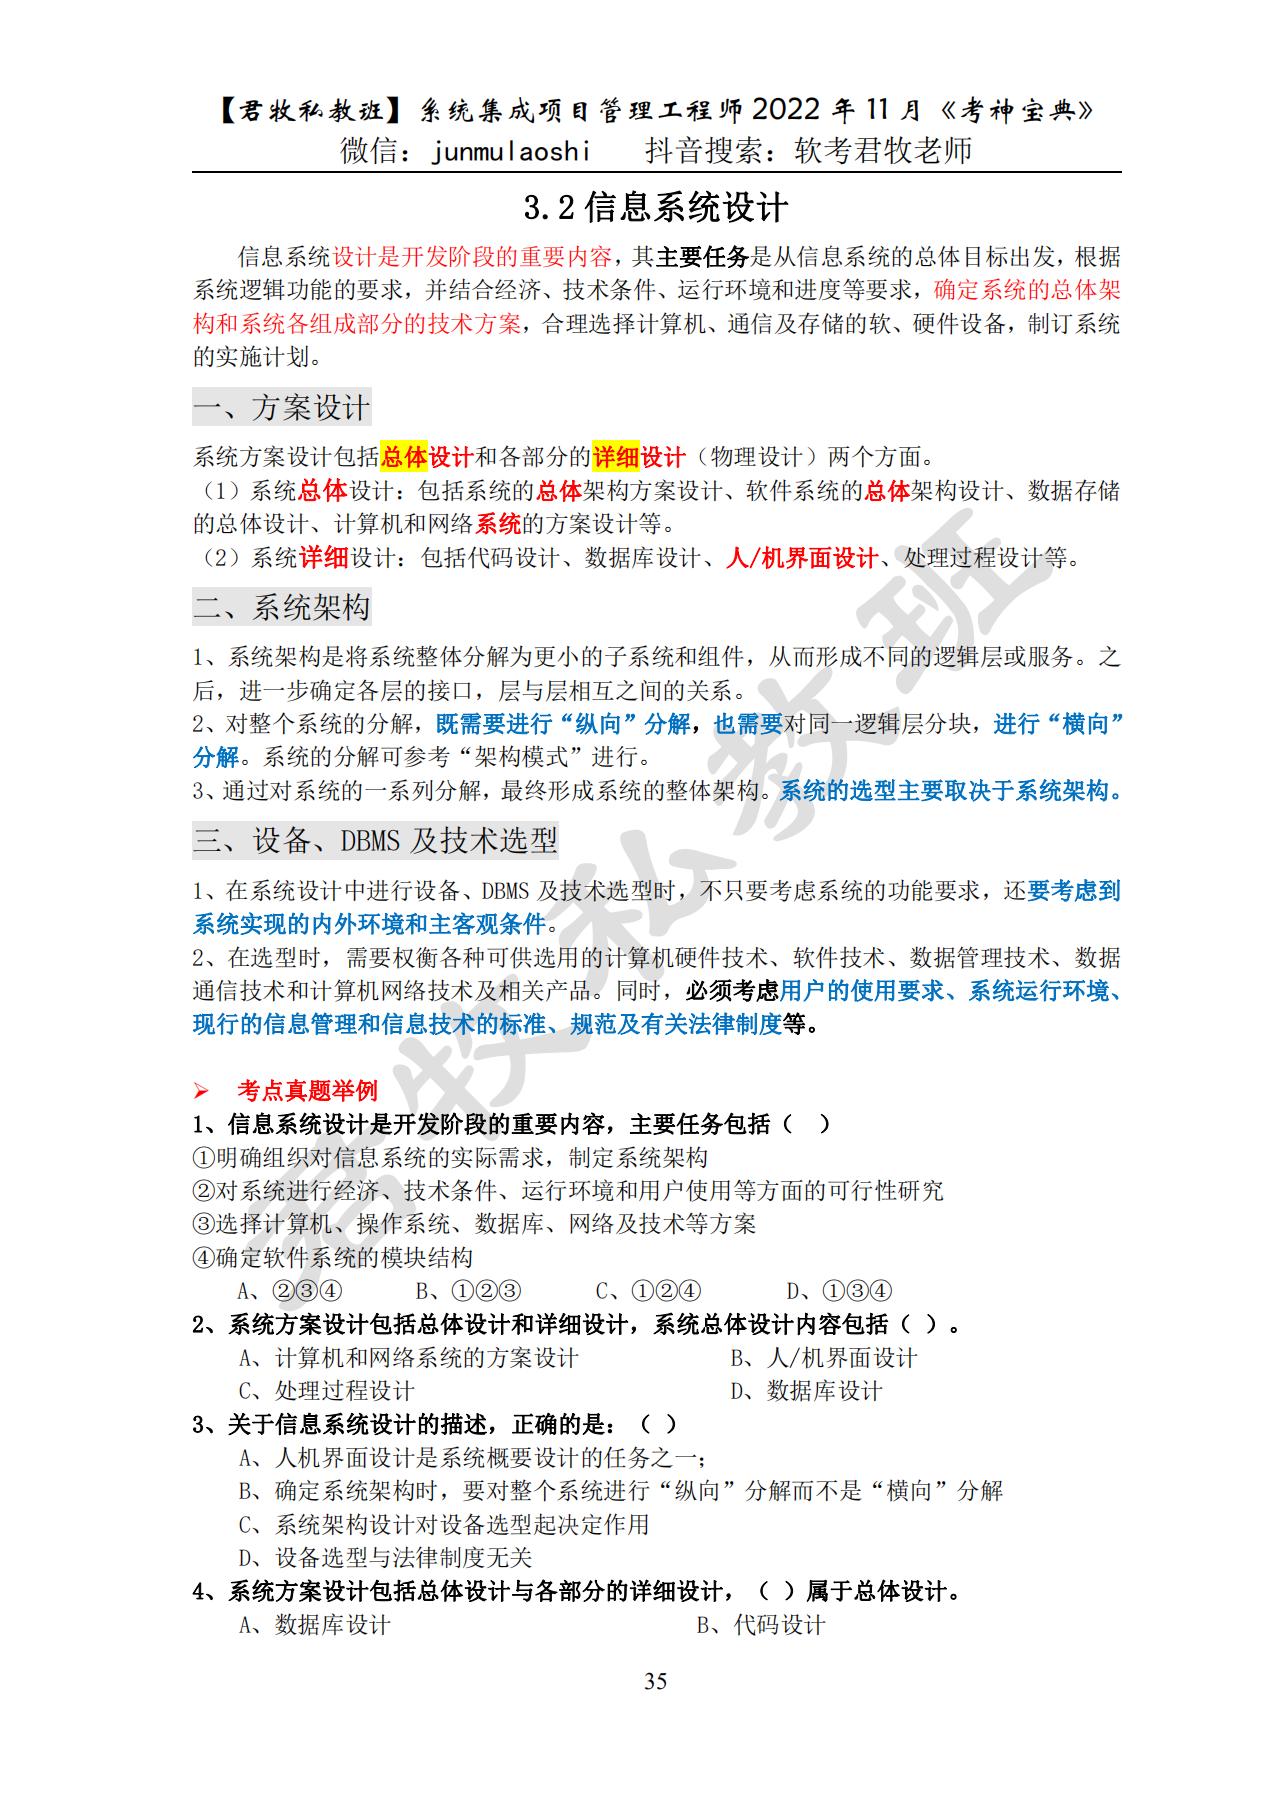 【君牧私教班】系统集成项目管理工程师 2022 年 11 月《考神宝典》
微信：junmulaoshi 抖音搜索：软考君牧老师
3.2 信息系统设计
信息系统设计是开发阶段的重要内容，其主要任务是从信息系统的总体目标出发，根据
系统逻辑功能的要求，并结合经济、技术条件、运行环境和进度等要求，确定系统的总体架
构和系统各组成部分的技术方案，合理选择计算机、通信及存储的软、硬件设备，制订系统
的实施计划。
一、方案设计
系统方案设计包括总体设计和各部分的详细设计（物理设计）两个方面。
（1）系统总体设计：包括系统的总体架构方案设计、软件系统的总体架构设计、数据存储
的总体设计、计算机和网络系统的方案设计等。
（2）系统详细设计：包括代码设计、数据库设计、人/机界面设计、处理过程设计等。
二、系统架构
1、系统架构是将系统整体分解为更小的子系统和组件，从而形成不同的逻辑层或服务。之
后，进一步确定各层的接口，层与层相互之间的关系。
2、对整个系统的分解，既需要进行“纵向”分解，也需要对同一逻辑层分块，进行“横向”
分解。系统的分解可参考“架构模式”进行。
3、通过对系统的一系列分解，最终形成系统的整体架构。系统的选型主要取决于系统架构。
三、设备、DBMS 及技术选型
1、在系统设计中进行设备、DBMS 及技术选型时，不只要考虑系统的功能要求，还要考虑到
系统实现的内外环境和主客观条件。
2、在选型时，需要权衡各种可供选用的计算机硬件技术、软件技术、数据管理技术、数据
通信技术和计算机网络技术及相关产品。同时，必须考虑用户的使用要求、系统运行环境、
现行的信息管理和信息技术的标准、规范及有关法律制度等。
➢ 考点真题举例
1、信息系统设计是开发阶段的重要内容，主要任务包括（ ）
①明确组织对信息系统的实际需求，制定系统架构
②对系统进行经济、技术条件、运行环境和用户使用等方面的可行性研究
③选择计算机、操作系统、数据库、网络及技术等方案
④确定软件系统的模块结构
A、②③④ B、①②③ C、①②④ D、①③④
2、系统方案设计包括总体设计和详细设计，系统总体设计内容包括（ ）。
A、计算机和网络系统的方案设计 B、人/机界面设计
C、处理过程设计 D、数据库设计
3、关于信息系统设计的描述，正确的是：（ ）
A、人机界面设计是系统概要设计的任务之一；
B、确定系统架构时，要对整个系统进行“纵向”分解而不是“横向”分解
C、系统架构设计对设备选型起决定作用
D、设备选型与法律制度无关
4、系统方案设计包括总体设计与各部分的详细设计，（ ）属于总体设计。
A、数据库设计 B、代码设计
35
君牧私教班